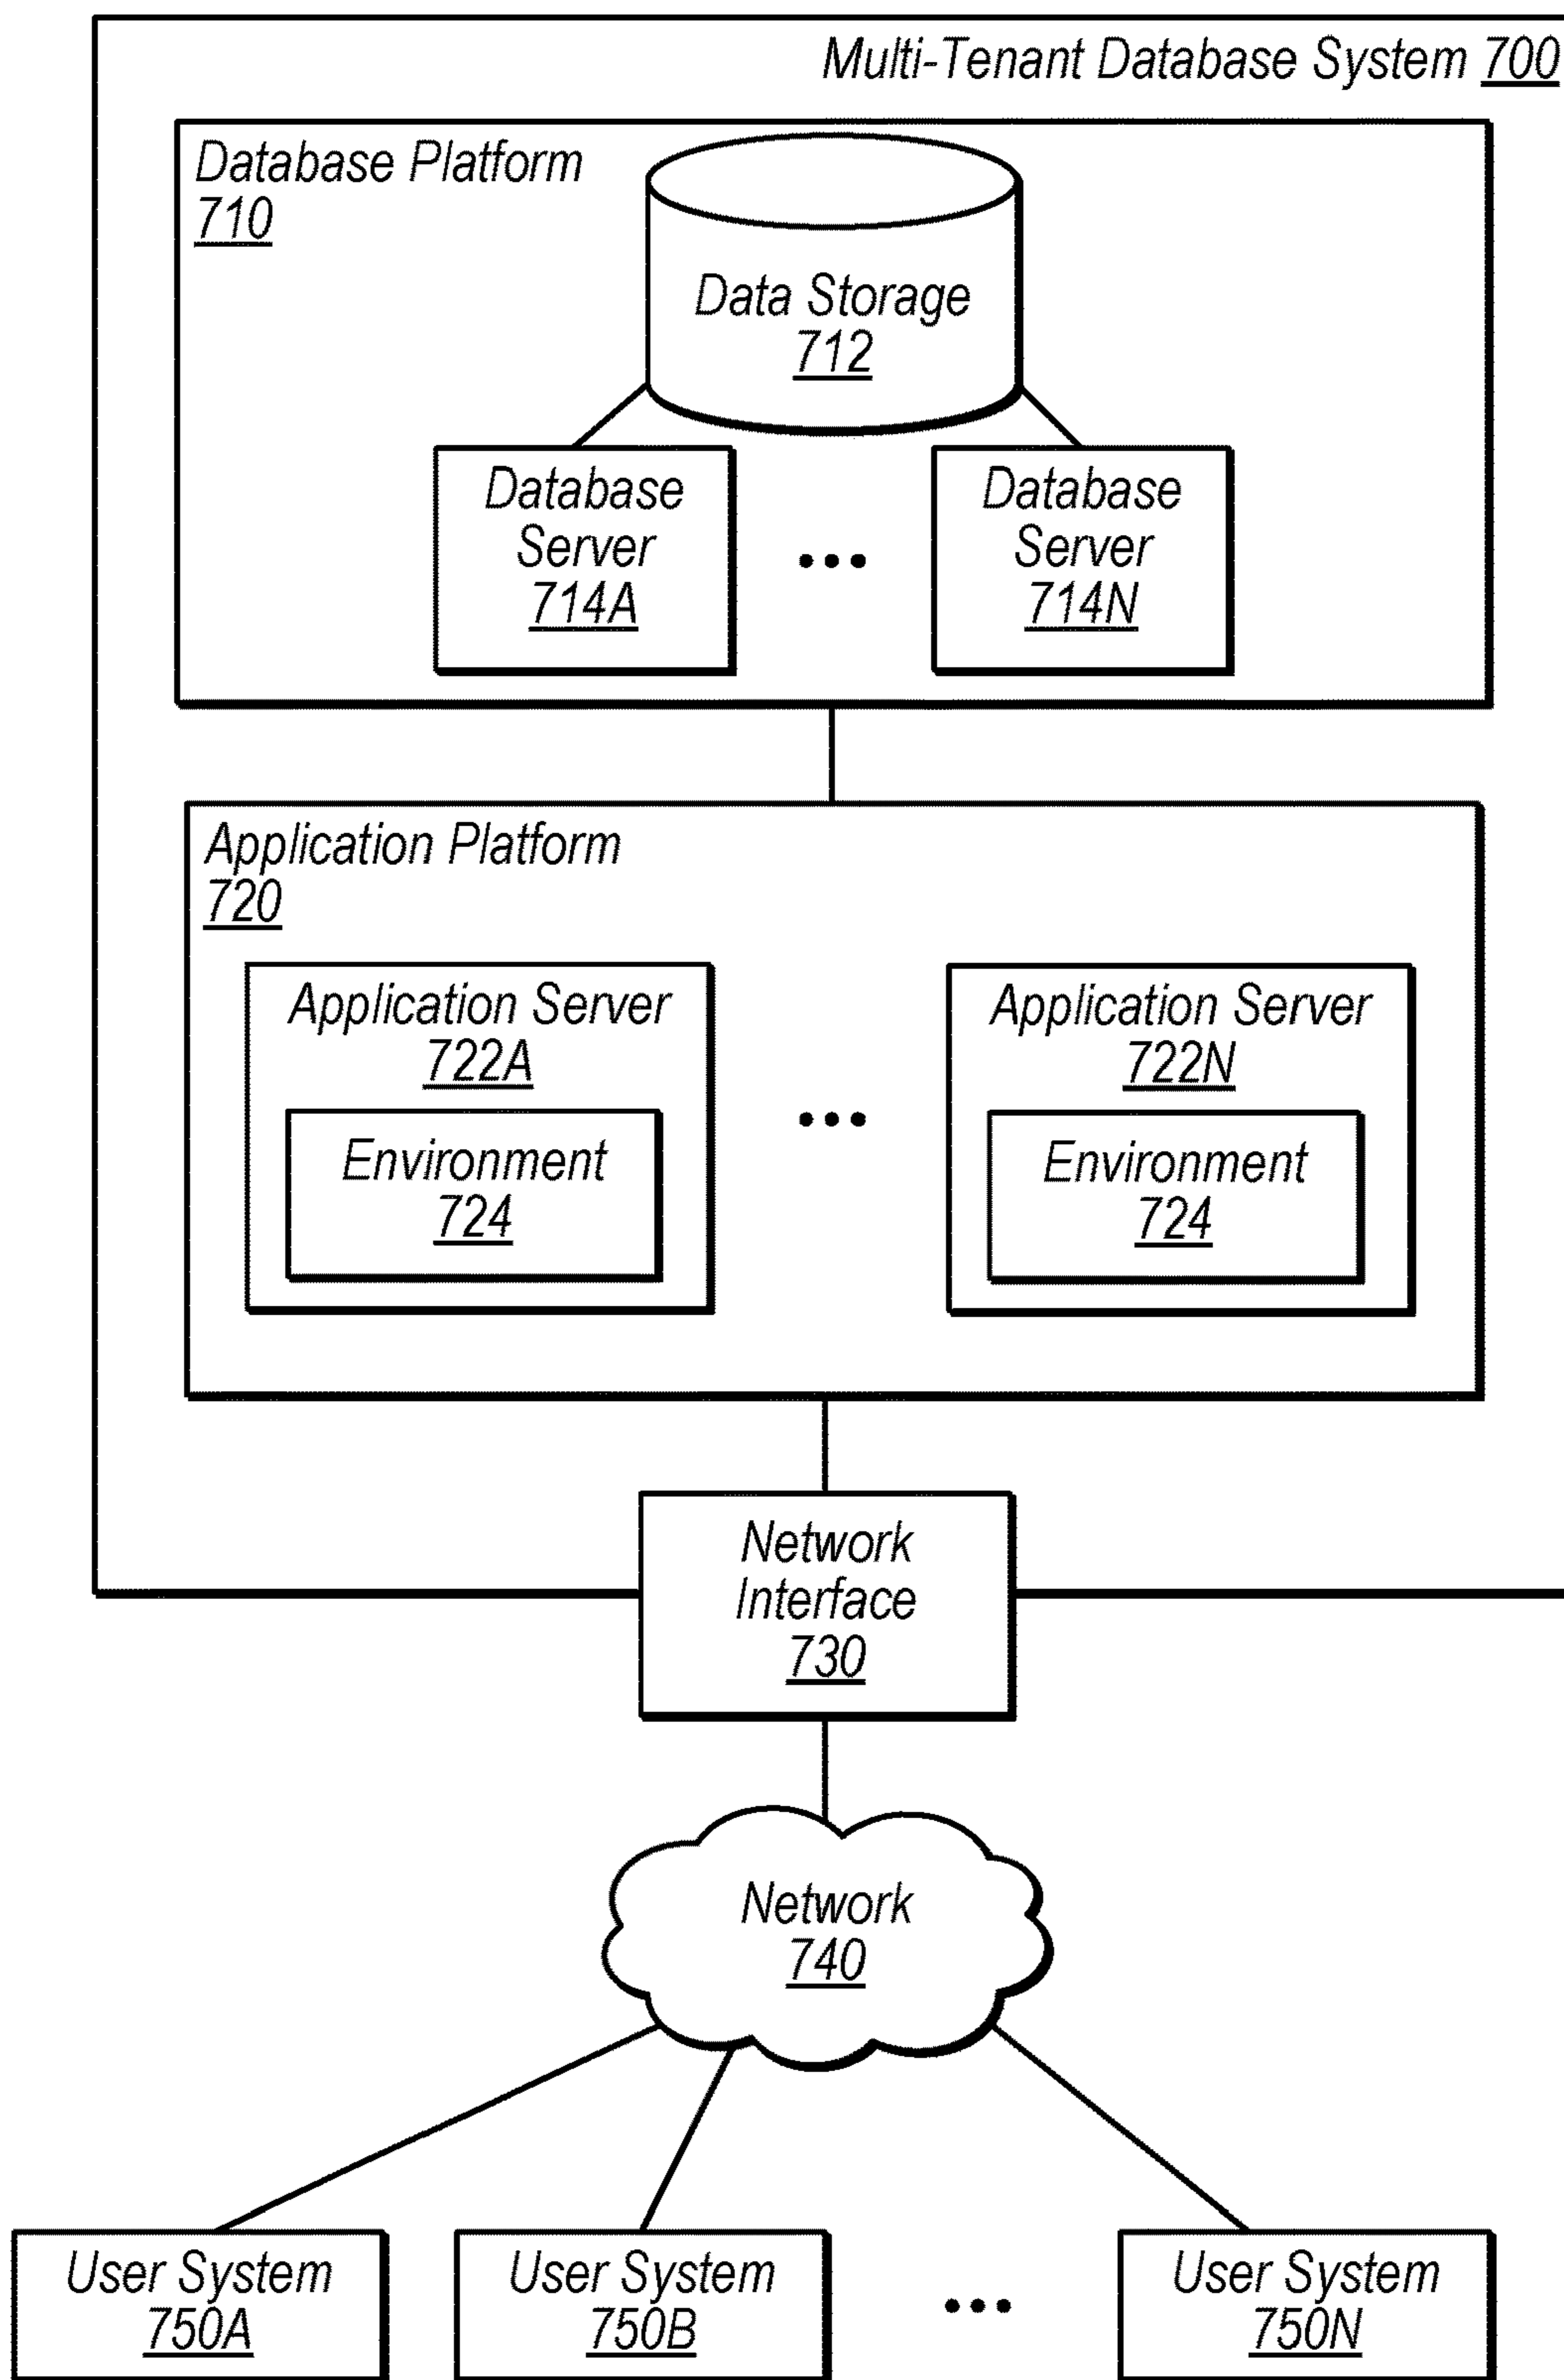 Multi-Tenant Database System 700
Database Platform
710
Data Storage
712
Database
Server
714A
Database
Server
714N
Application Platform
720
Application Server
722A
Environment
724
Application Server
722N
Environment
724
Network
Interface
730
Network
740
User System
750A
User System
750B
User System
750N